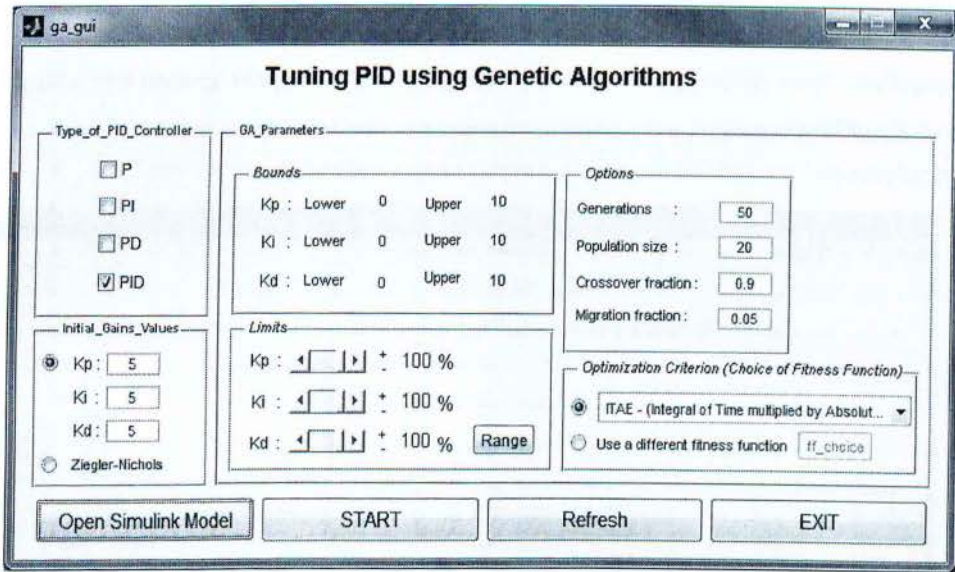 ga_gui
Tuning PID using Genetic Algorithms
Type_of_PID_Controller
P
PI
PD
PID
Initial_Gains_Values
Kp : 5
Ki : 5
Kd : 5
Ziegler-Nichols
GA_Parameters
Bounds
Kp : Lower 0 Upper 10
Ki : Lower 0 Upper 10
Kd : Lower 0 Upper 10
Limits
Kp : + - 100 %
Ki : + - 100 %
Kd : + - 100 % Range
Options
Generations : 50
Population size : 20
Crossover fraction : 0.9
Migration fraction : 0.05
Optimization Criterion (Choice of Fitness Function)
ITAE - (Integral of Time multiplied by Absolut...
Use a different fitness function ff_choice
Open Simulink Model START Refresh EXIT